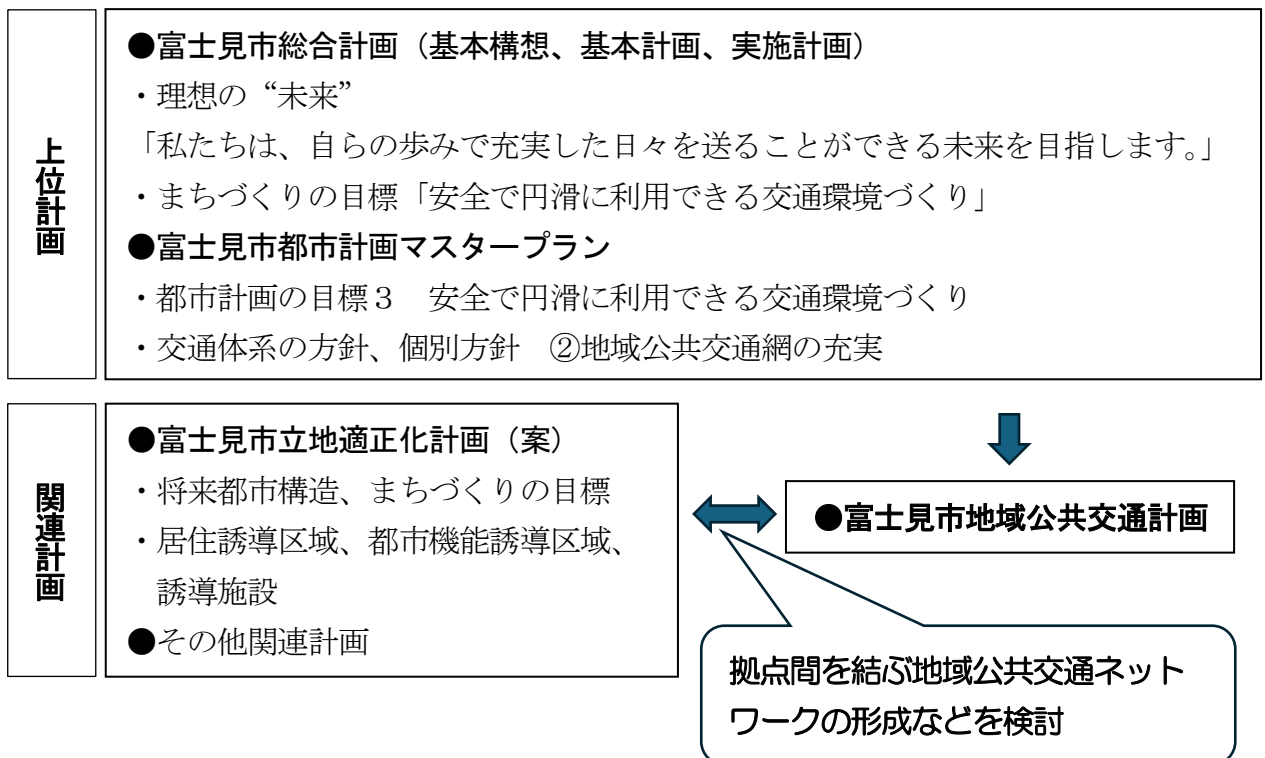 上位計画
●富士見市総合計画（基本構想、基本計画、実施計画）
・理想の“未来”
「私たちは、自らの歩みで充実した日々を送ることができる未来を目指します。」
・まちづくりの目標「安全で円滑に利用できる交通環境づくり」
●富士見市都市計画マスタープラン
・都市計画の目標３　安全で円滑に利用できる交通環境づくり
・交通体系の方針、個別方針　②地域公共交通網の充実
関連計画
●富士見市立地適正化計画（案）
・将来都市構造、まちづくりの目標
・居住誘導区域、都市機能誘導区域、
誘導施設
●その他関連計画
●富士見市地域公共交通計画
拠点間を結ぶ地域公共交通ネット
ワークの形成などを検討